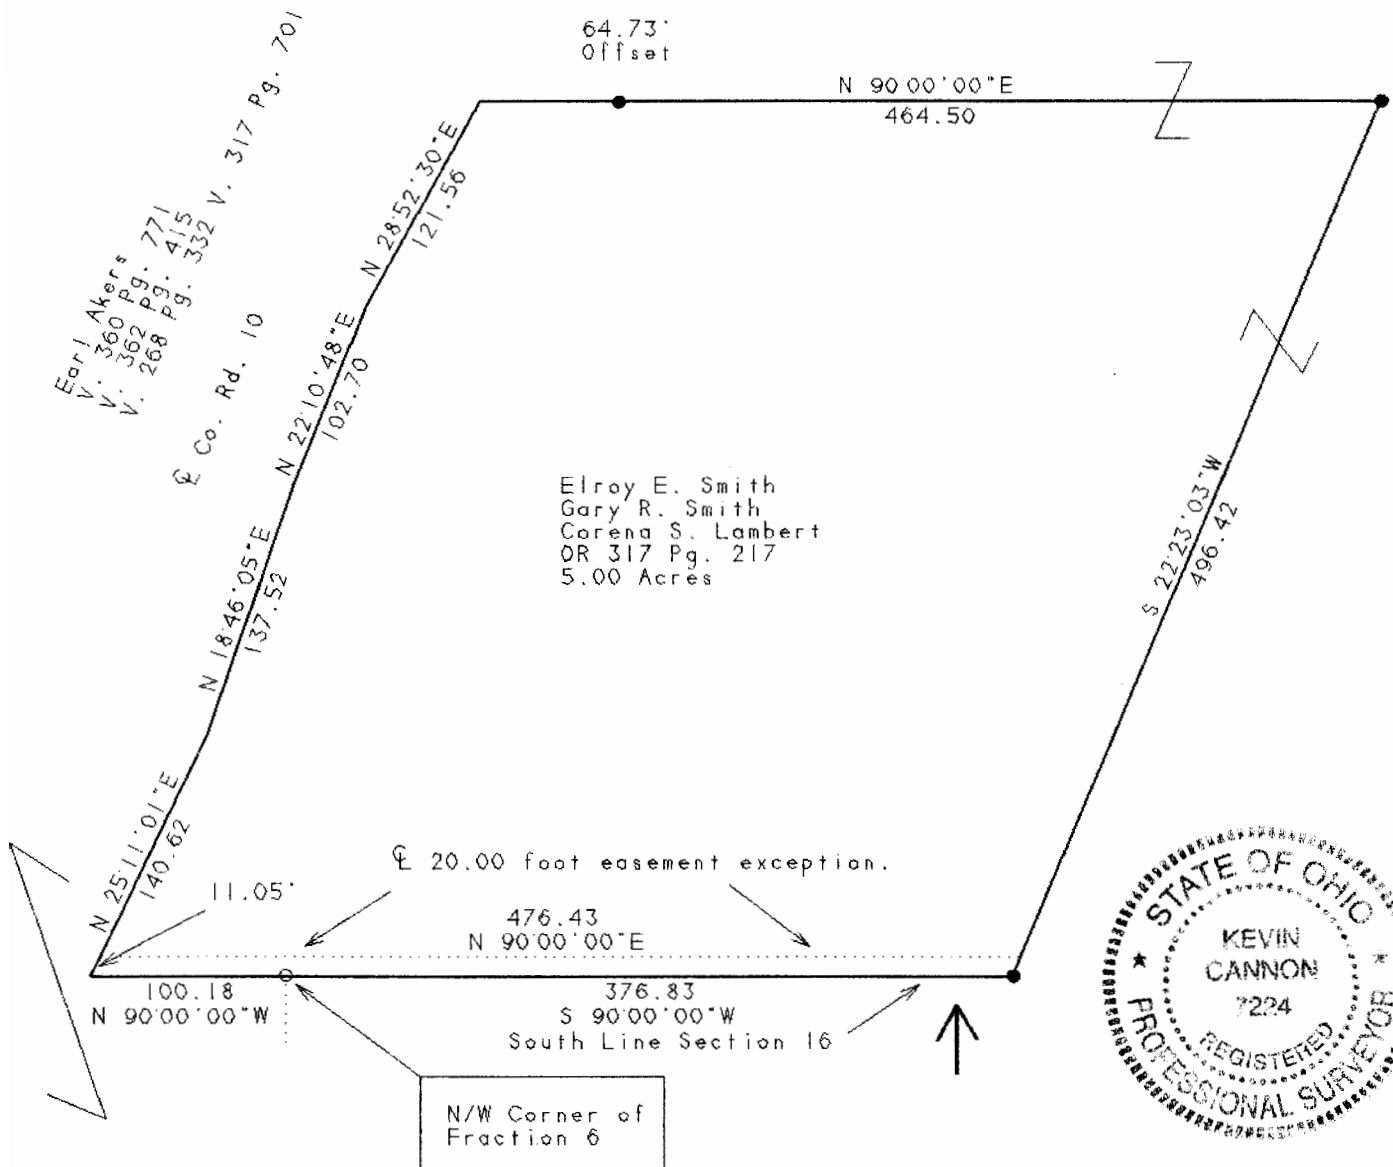 64.73'
Offset
N 90°00'00"E
464.50
Earl Akers
V. 360 Pg. 771
V. 362 Pg. 415
V. 268 Pg. 332 V. 317 Pg. 701
℄ Co. Rd. 10
N 28°52'30"E
121.56
N 22°10'48"E
102.70
N 18°46'05"E
137.52
N 25°11'01"E
140.62
Elroy E. Smith
Gary R. Smith
Corena S. Lambert
OR 317 Pg. 217
5.00 Acres
S 22°23'03"W
496.42
℄ 20.00 foot easement exception.
11.05'
476.43
N 90°00'00"E
100.18
N 90°00'00"W
376.83
S 90°00'00"W
South Line Section 16
N/W Corner of
Fraction 6
STATE OF OHIO
KEVIN
CANNON
7224
REGISTERED
PROFESSIONAL SURVEYOR